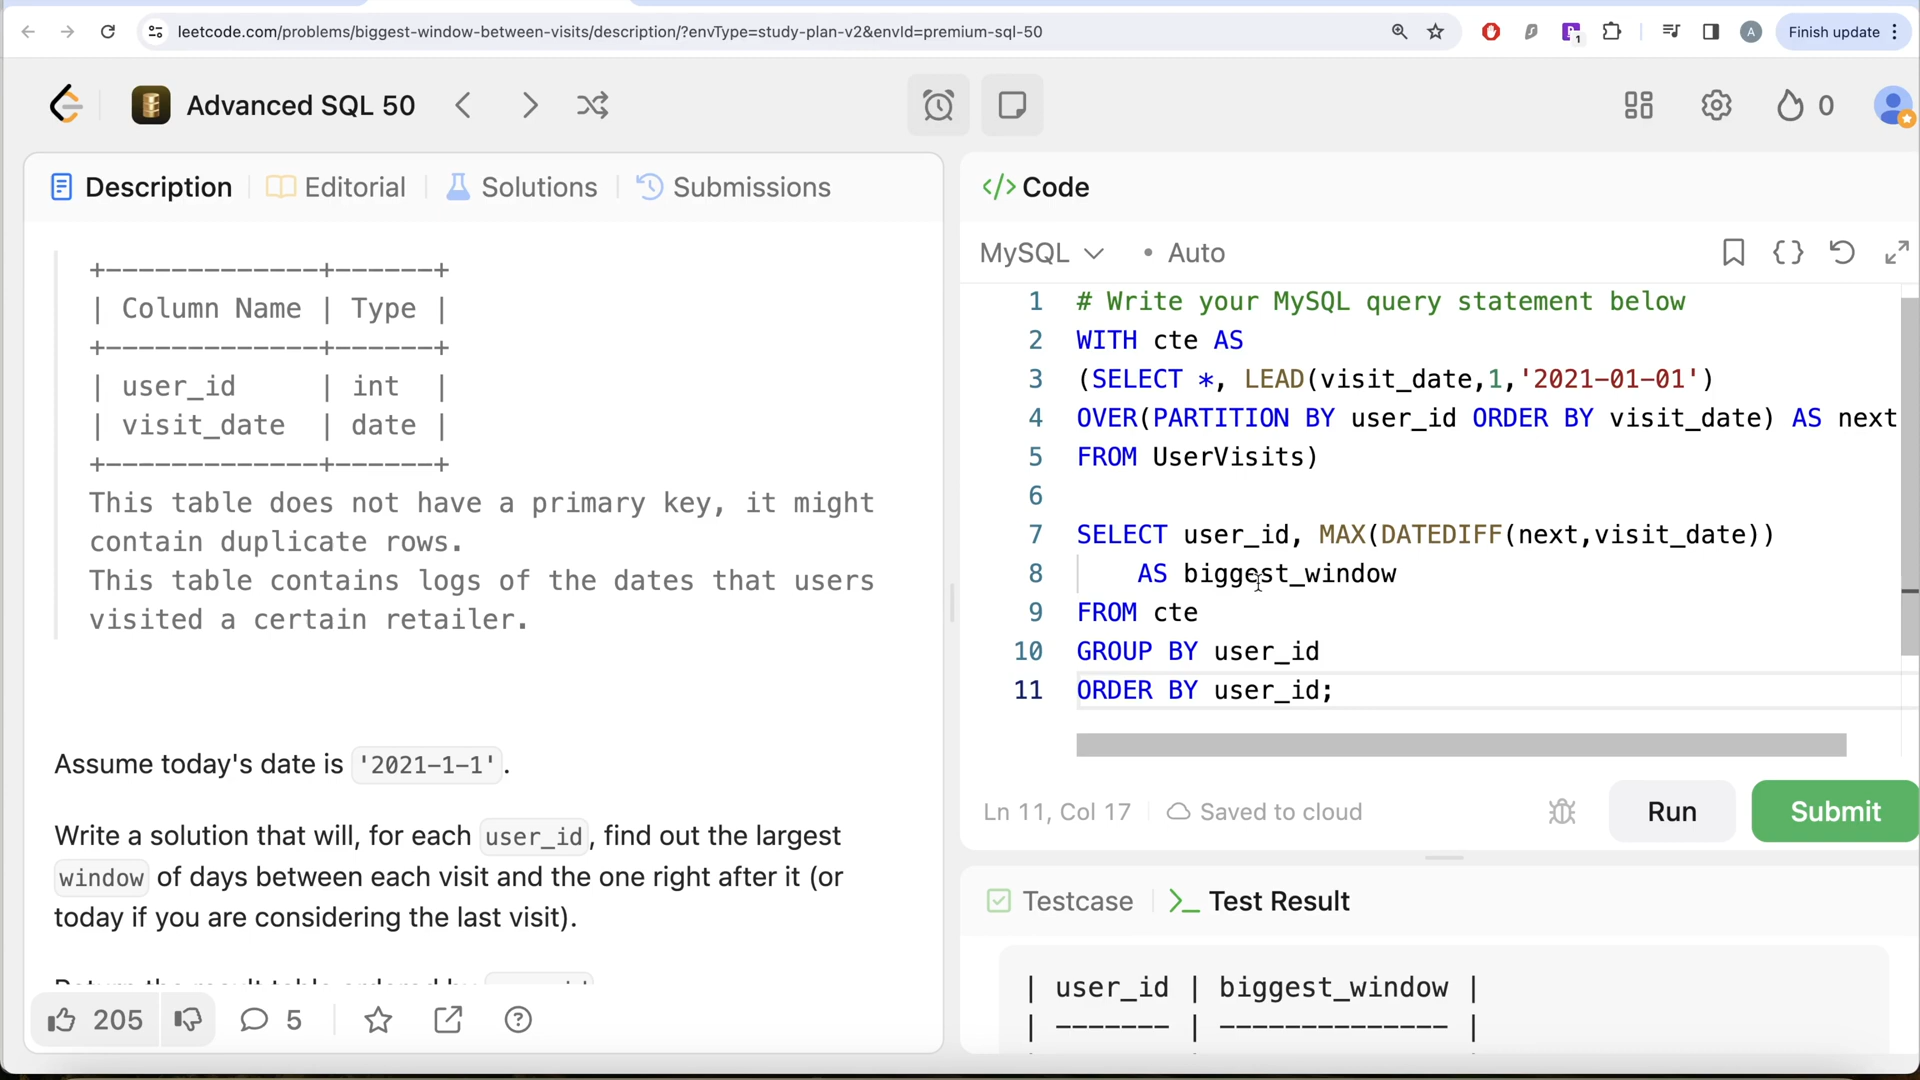 leetcode.com/problems/biggest-window-between-visits/description/?envType=study-plan-v2&envId=premium-sql-50
1
A
Finish update
Advanced SQL 50
0
Description
Editorial
Solutions
Submissions
+-------------+------+
| Column Name | Type |
+-------------+------+
| user_id     | int  |
| visit_date  | date |
+-------------+------+
This table does not have a primary key, it might
contain duplicate rows.
This table contains logs of the dates that users
visited a certain retailer.
Assume today's date is '2021-1-1'.
Write a solution that will, for each user_id, find out the largest
window of days between each visit and the one right after it (or
today if you are considering the last visit).
205
5
</> Code
MySQL
• Auto
1 # Write your MySQL query statement below
2 WITH cte AS
3 (SELECT *, LEAD(visit_date,1,'2021-01-01')
4 OVER(PARTITION BY user_id ORDER BY visit_date) AS next
5 FROM UserVisits)
6
7 SELECT user_id, MAX(DATEDIFF(next,visit_date))
8     AS biggest_window
9 FROM cte
10 GROUP BY user_id
11 ORDER BY user_id;
Ln 11, Col 17
Saved to cloud
Run
Submit
Testcase
>_ Test Result
| user_id | biggest_window |
| ------- | -------------- |